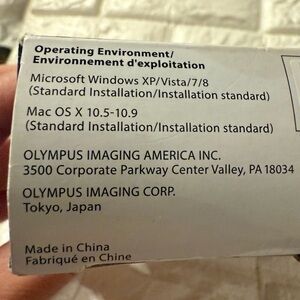 Operating Environment/
Environnement d'exploitation
Microsoft Windows XP/Vista/7/8
(Standard Installation/Installation standard)
Mac OS X 10.5-10.9
(Standard Installation/Installation standard)
OLYMPUS IMAGING AMERICA INC.
3500 Corporate Parkway Center Valley, PA 18034
OLYMPUS IMAGING CORP.
Tokyo, Japan
Made in China
Fabriqué en Chine